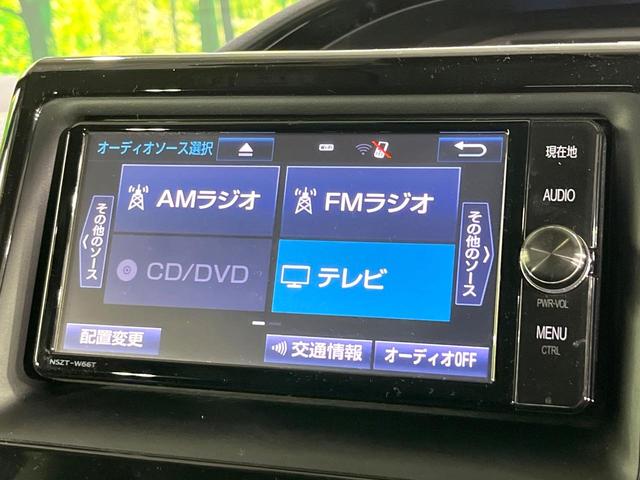 オーディオソース選択
Wi-Fi
現在地
その他のソース
AMラジオ
FMラジオ
その他のソース
AUDIO
CD/DVD
テレビ
PWR-VOL
配置変更
交通情報
オーディオOFF
MENU
CTRL
NSZT-W66T